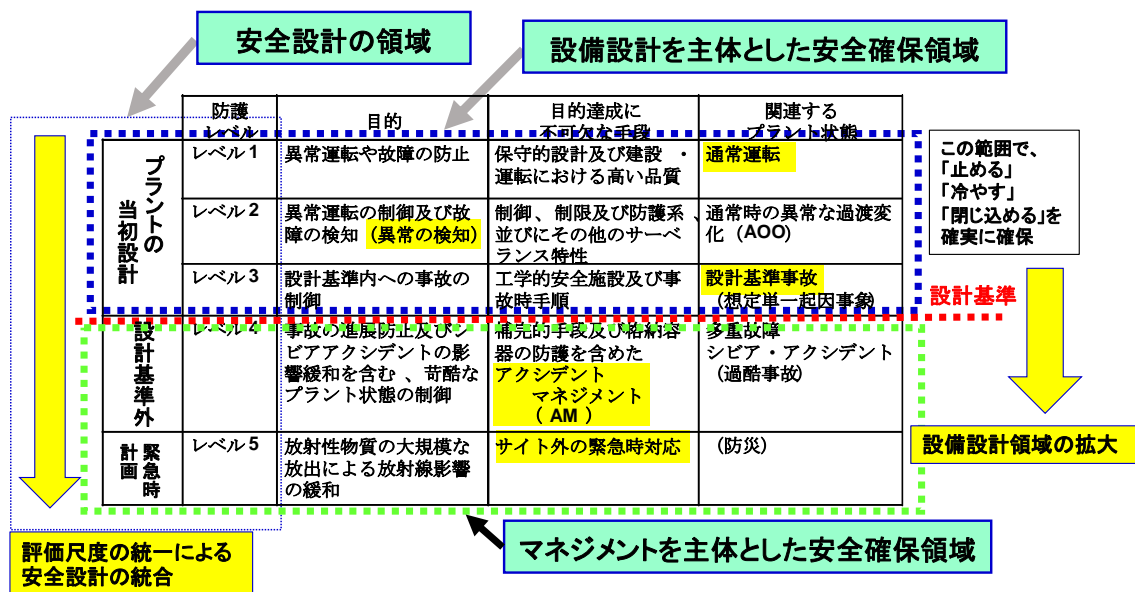 安全設計の領域
設備設計を主体とした安全確保領域
防護
レベル
目的
目的達成に
不可欠な手段
関連する
プラント状態
プラントの
当初設計
レベル1
異常運転や故障の防止
保守的設計及び建設 ・
運転における高い品質
通常運転
レベル2
異常運転の制御及び故
障の検知 (異常の検知)
制御、制限及び防護系 、
並びにその他のサーベ
ランス特性
通常時の異常な過渡変
化 (AOO)
レベル3
設計基準内への事故の
制御
工学的安全施設及び事
故時手順
設計基準事故
(想定単一起因事象)
設計基準外
レベル4
事故の進展防止及びシ
ビアアクシデントの影
響緩和を含む 、苛酷な
プラント状態の制御
補完的手段及び格納容
器の防護を含めた
アクシデント
マネジメント
( AM )
多重故障
シビア・アクシデント
(過酷事故)
緊急時
計画
レベル5
放射性物質の大規模な
放出による放射線影響
の緩和
サイト外の緊急時対応
(防災)
この範囲で、
「止める」
「冷やす」
「閉じ込める」を
確実に確保
設計基準
設備設計領域の拡大
マネジメントを主体とした安全確保領域
評価尺度の統一による
安全設計の統合